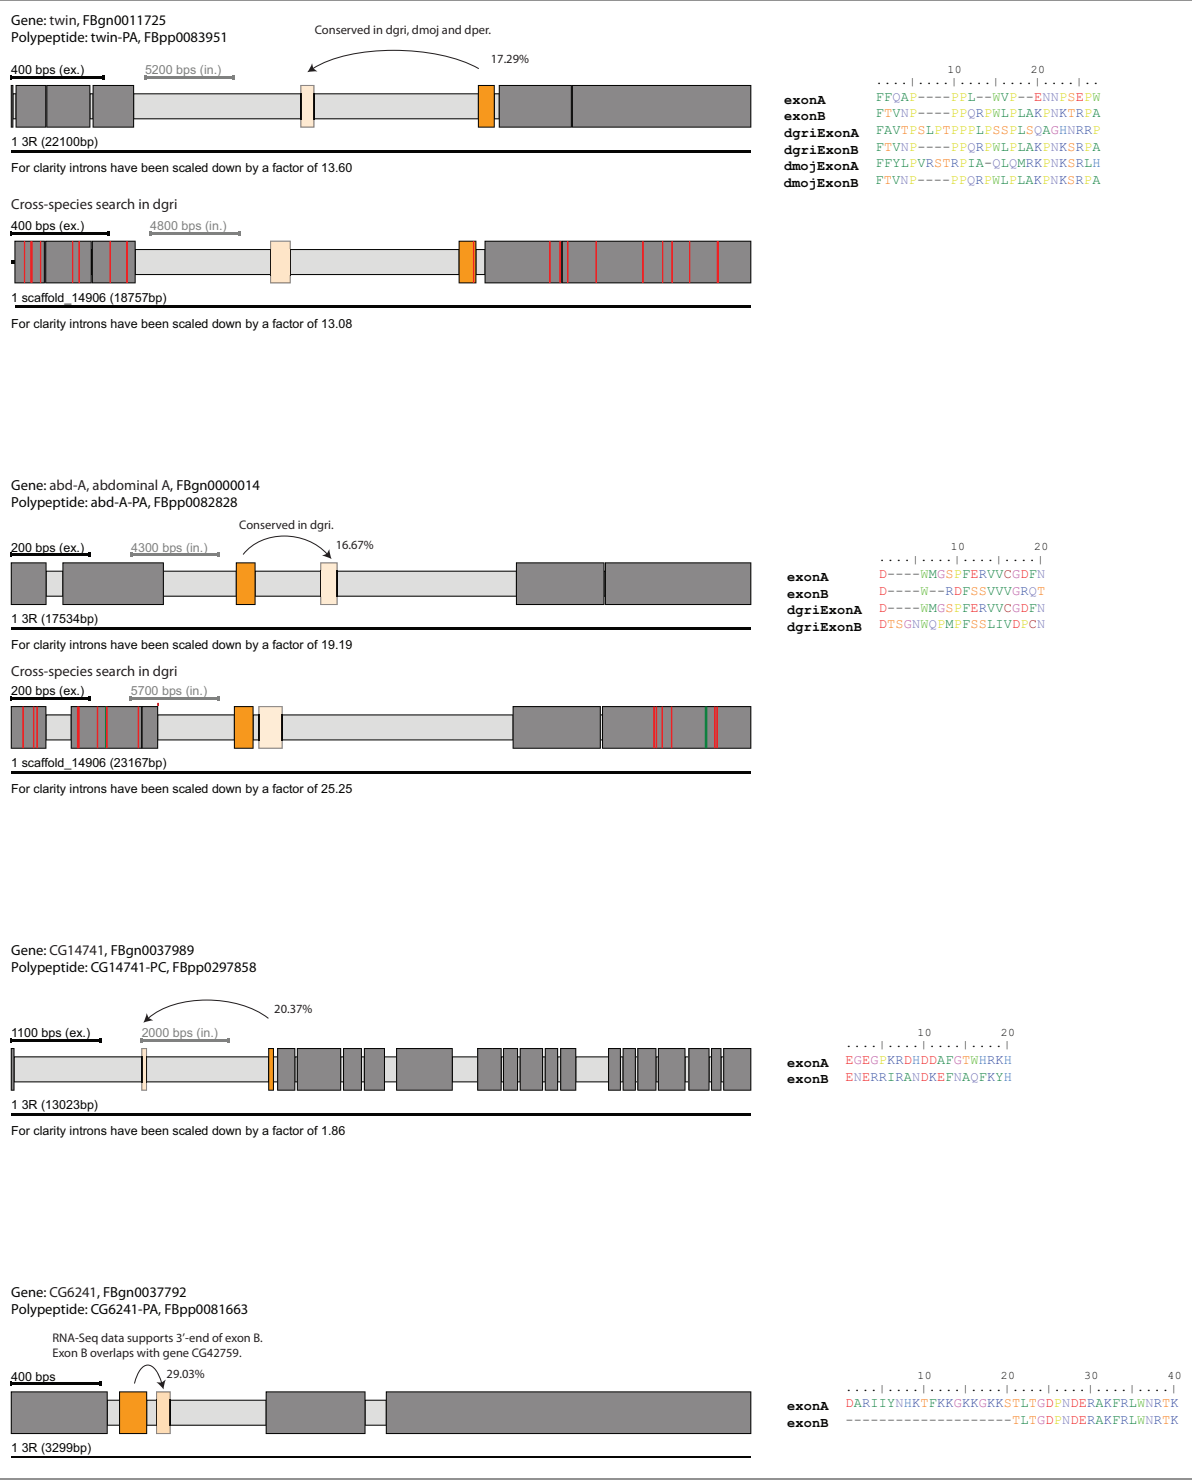 Gene: twin, FBgn0011725
Polypeptide: twin-PA, FBpp0083951
Conserved in dgri, dmoj and dper.
17.29%
400 bps (ex.) 5200 bps (in.)
1 3R (22100bp)
For clarity introns have been scaled down by a factor of 13.60
10 20
....|....|....|....|....|..
exonA FFQAP----PPL--WVP--ENNPSEPW
exonB FTVNP----PPQRPWLPLAKPNKTRPA
dgriExonA FAVTPSLPTPPPLPSSPLSQAGHNRRP
dgriExonB FTVNP----PPQRPWLPLAKPNKSRPA
dmojExonA FFYLPVRSTRPIA-QLQMRKPNKSRLH
dmojExonB FTVNP----PPQRPWLPLAKPNKSRPA
Cross-species search in dgri
400 bps (ex.) 4800 bps (in.)
1 scaffold_14906 (18757bp)
For clarity introns have been scaled down by a factor of 13.08
Gene: abd-A, abdominal A, FBgn0000014
Polypeptide: abd-A-PA, FBpp0082828
Conserved in dgri.
16.67%
200 bps (ex.) 4300 bps (in.)
1 3R (17534bp)
For clarity introns have been scaled down by a factor of 19.19
10 20
....|....|....|....|
exonA D----WMGSPFERVVCGDFN
exonB D----W--RDFSSVVVGRQT
dgriExonA D----WMGSPFERVVCGDFN
dgriExonB DTSGNWQPMPFSSLIVDPCN
Cross-species search in dgri
200 bps (ex.) 5700 bps (in.)
1 scaffold_14906 (23167bp)
For clarity introns have been scaled down by a factor of 25.25
Gene: CG14741, FBgn0037989
Polypeptide: CG14741-PC, FBpp0297858
20.37%
1100 bps (ex.) 2000 bps (in.)
1 3R (13023bp)
For clarity introns have been scaled down by a factor of 1.86
10 20
....|....|....|....|
exonA EGEGPKRDHDDAFGTWHRKH
exonB ENERRIRANDKEFNAQFKYH
Gene: CG6241, FBgn0037792
Polypeptide: CG6241-PA, FBpp0081663
RNA-Seq data supports 3'-end of exon B.
Exon B overlaps with gene CG42759.
29.03%
400 bps
1 3R (3299bp)
10 20 30 40
....|....|....|....|....|....|....|....|
exonA DARIIYNHKTFKKGKKGKKSTLTGDPNDERAKFRLWNRTK
exonB --------------------TLTGDPNDERAKFRLWNRTK